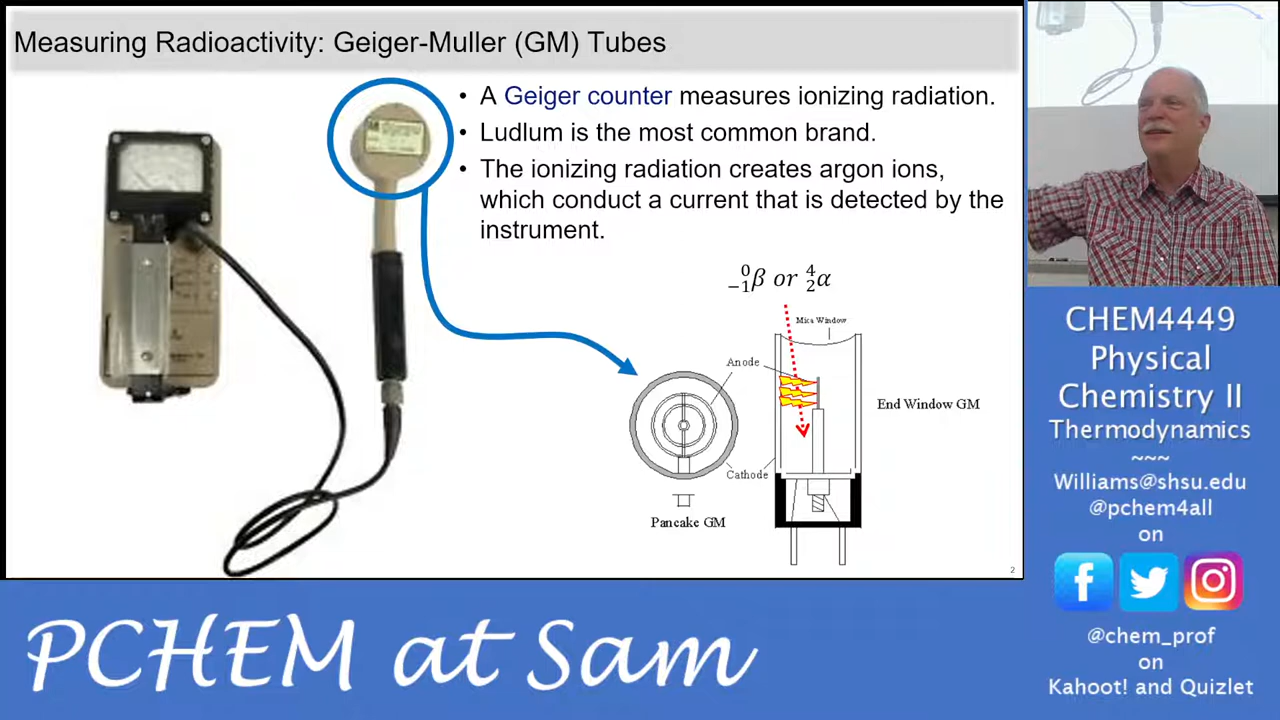 Measuring Radioactivity: Geiger-Muller (GM) Tubes
• A Geiger counter measures ionizing radiation.
• Ludlum is the most common brand.
• The ionizing radiation creates argon ions,
which conduct a current that is detected by the
instrument.
⁰₋₁β or ⁴₂α
Mica Window
Anode
End Window GM
Cathode
Pancake GM
2
CHEM4449
Physical
Chemistry II
Thermodynamics
~~~
Williams@shsu.edu
@pchem4all
on
@chem_prof
on
Kahoot! and Quizlet
PCHEM at Sam